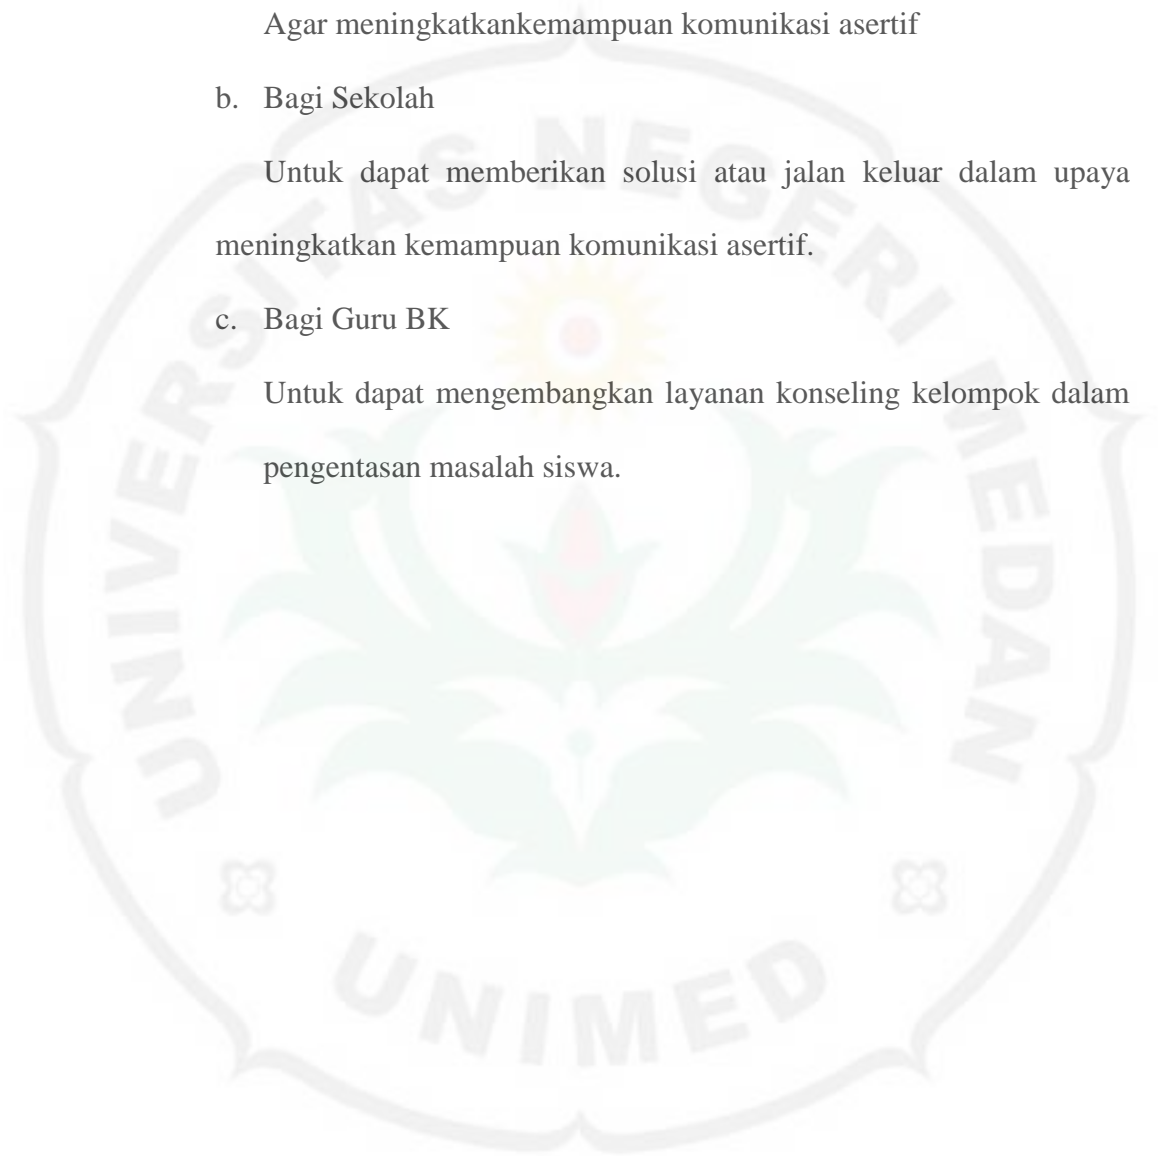 Agar meningkatkankemampuan komunikasi asertif
b. Bagi Sekolah
Untuk dapat memberikan solusi atau jalan keluar dalam upaya
meningkatkan kemampuan komunikasi asertif.
c. Bagi Guru BK
Untuk dapat mengembangkan layanan konseling kelompok dalam
pengentasan masalah siswa.
UNIVERSITAS NEGERI MEDAN
UNIMED